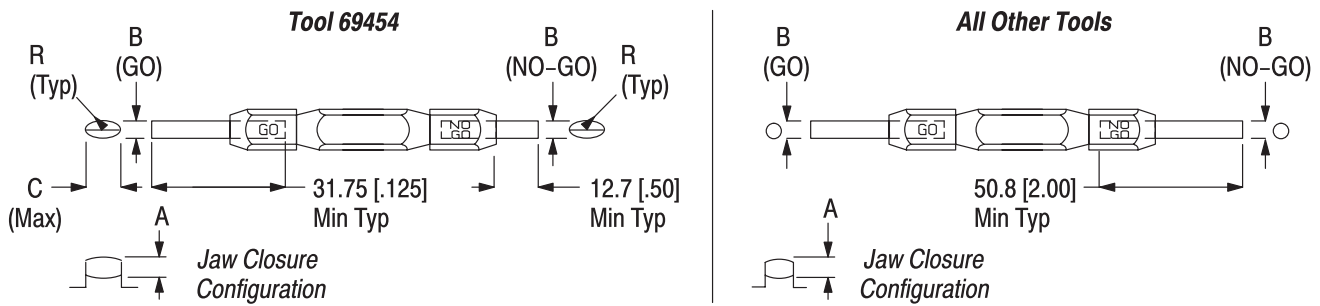 Tool 69454
R
(Typ)
B
(GO)
B
(NO-GO)
R
(Typ)
GO
NO
GO
C
(Max)
31.75 [.125]
Min Typ
12.7 [.50]
Min Typ
A
Jaw Closure
Configuration
All Other Tools
B
(GO)
B
(NO-GO)
GO
NO
GO
50.8 [2.00]
Min Typ
A
Jaw Closure
Configuration